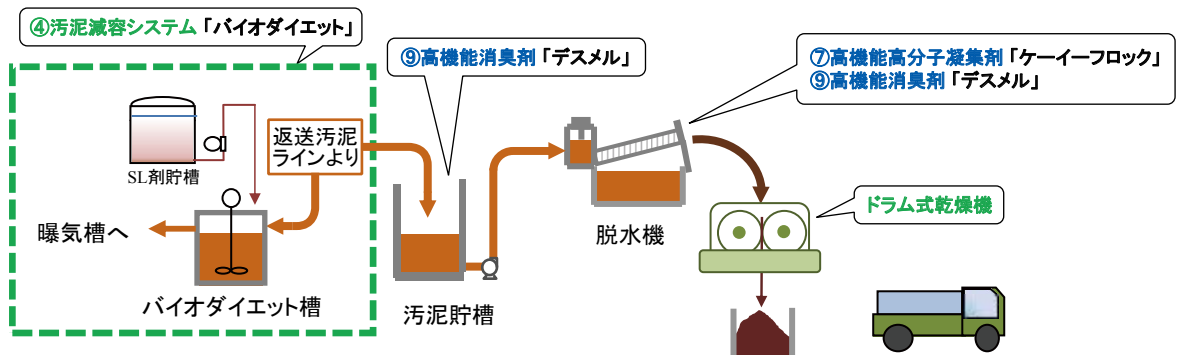 ④汚泥減容システム「バイオダイエット」
⑨高機能消臭剤「デスメル」
⑦高機能高分子凝集剤「ケーイーフロック」
⑨高機能消臭剤「デスメル」
返送汚泥
ラインより
SL剤貯槽
ドラム式乾燥機
曝気槽へ
脱水機
バイオダイエット槽
汚泥貯槽